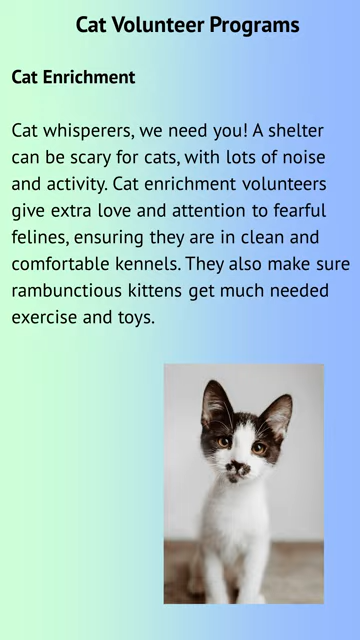 Cat Volunteer Programs
Cat Enrichment
Cat whisperers, we need you! A shelter
can be scary for cats, with lots of noise
and activity. Cat enrichment volunteers
give extra love and attention to fearful
felines, ensuring they are in clean and
comfortable kennels. They also make sure
rambunctious kittens get much needed
exercise and toys.